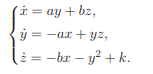 ẋ = ay + bz,
ẏ = −ax + yz,
ż = −bx − y² + k.